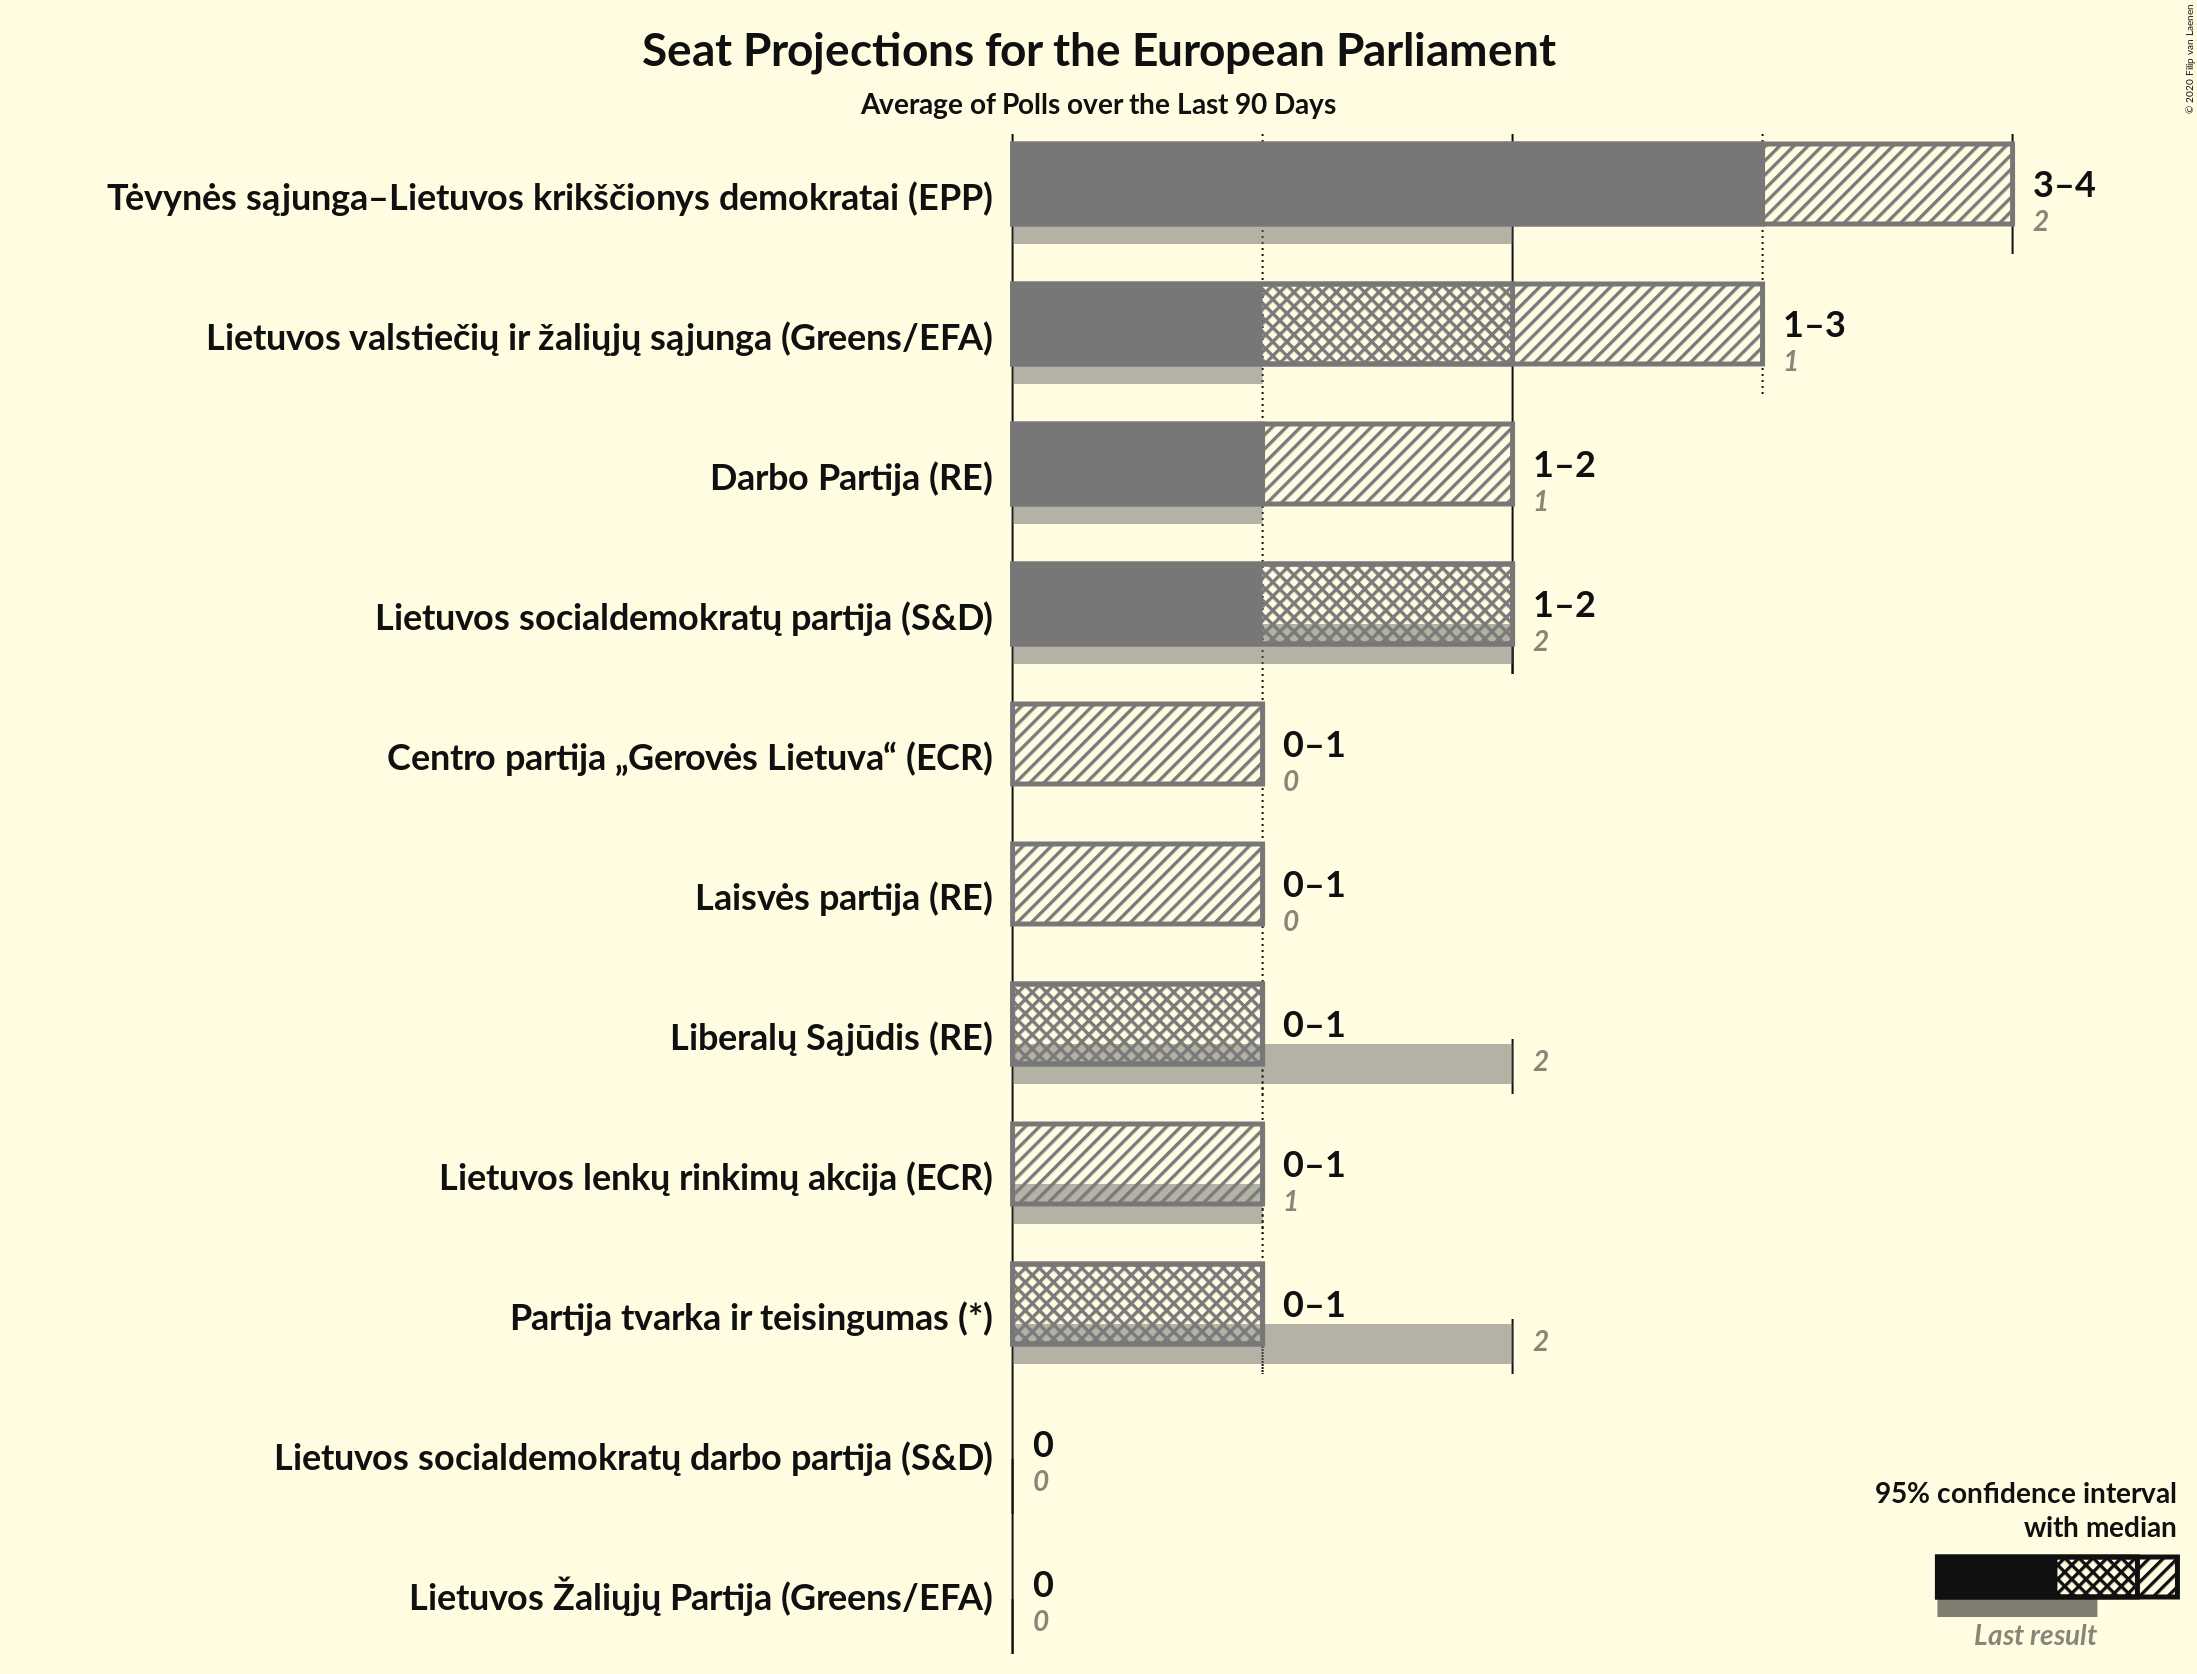 Seat Projections for the European Parliament
Average of Polls over the Last 90 Days
© 2020 Filip van Laenen
Tėvynės sąjunga–Lietuvos krikščionys demokratai (EPP)
3–4
2
Lietuvos valstiečių ir žaliųjų sąjunga (Greens/EFA)
1–3
1
Darbo Partija (RE)
1–2
1
Lietuvos socialdemokratų partija (S&D)
1–2
2
Centro partija „Gerovės Lietuva“ (ECR)
0–1
0
Laisvės partija (RE)
0–1
0
Liberalų Sąjūdis (RE)
0–1
2
Lietuvos lenkų rinkimų akcija (ECR)
0–1
1
Partija tvarka ir teisingumas (*)
0–1
2
Lietuvos socialdemokratų darbo partija (S&D)
0
0
Lietuvos Žaliųjų Partija (Greens/EFA)
0
0
95% confidence interval
with median
Last result